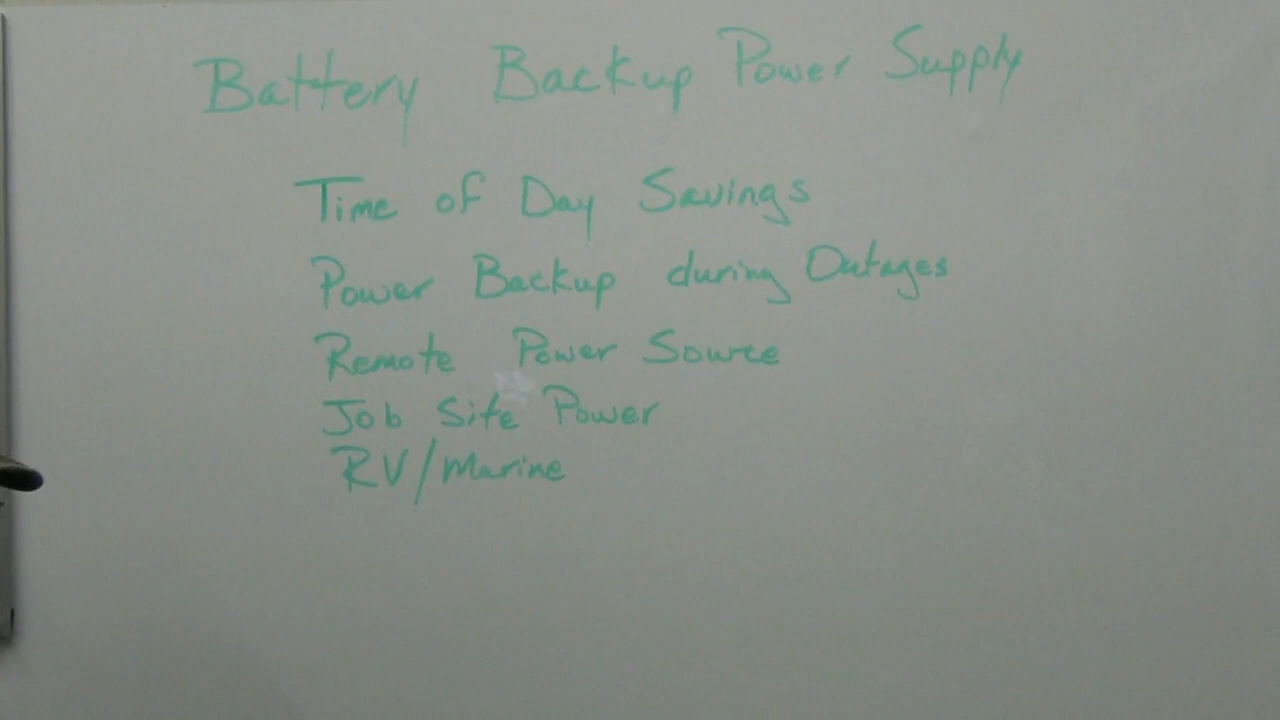 Battery Backup Power Supply
Time of Day Savings
Power Backup during Outages
Remote Power Source
Job Site Power
RV/Marine